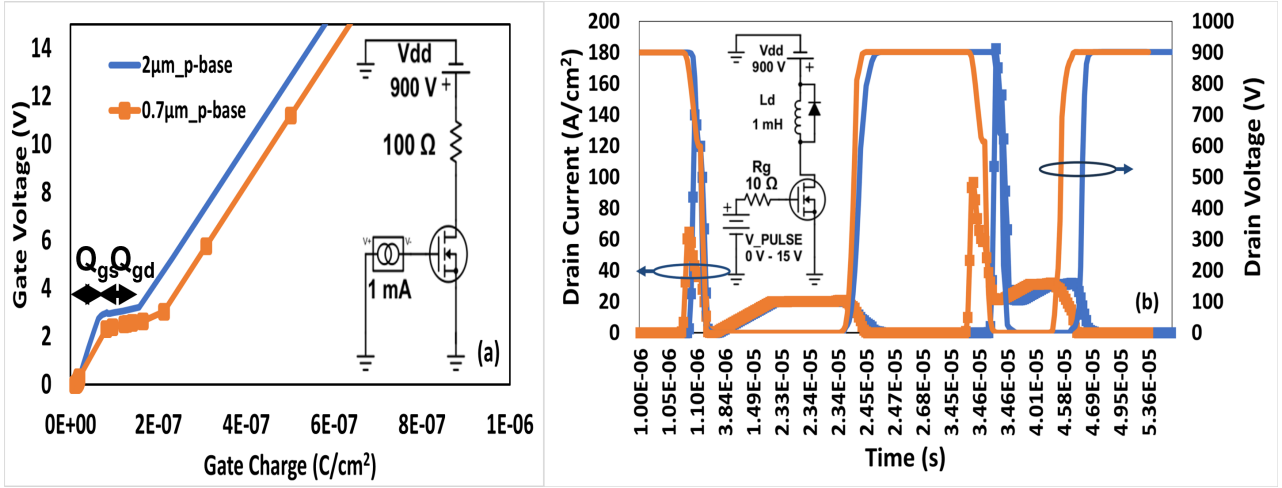 14
12
10
8
6
4
2
0
Gate Voltage (V)
2μm_p-base
0.7μm_p-base
QgsQgd
Vdd
900 V
+
100 Ω
V+
V-
1 mA
(a)
0E+00
2E-07
4E-07
6E-07
8E-07
1E-06
Gate Charge (C/cm²)
200
180
160
140
120
100
80
60
40
20
0
Drain Current (A/cm²)
Vdd
900 V
+
Ld
1 mH
Rg
10 Ω
+
V_PULSE
0 V - 15 V
(b)
1000
900
800
700
600
500
400
300
200
100
0
Drain Voltage (V)
1.00E-06
1.05E-06
1.10E-06
3.84E-06
1.49E-05
2.33E-05
2.33E-05
2.34E-05
2.45E-05
2.47E-05
2.68E-05
3.45E-05
3.46E-05
3.46E-05
4.01E-05
4.58E-05
4.69E-05
4.95E-05
5.36E-05
Time (s)